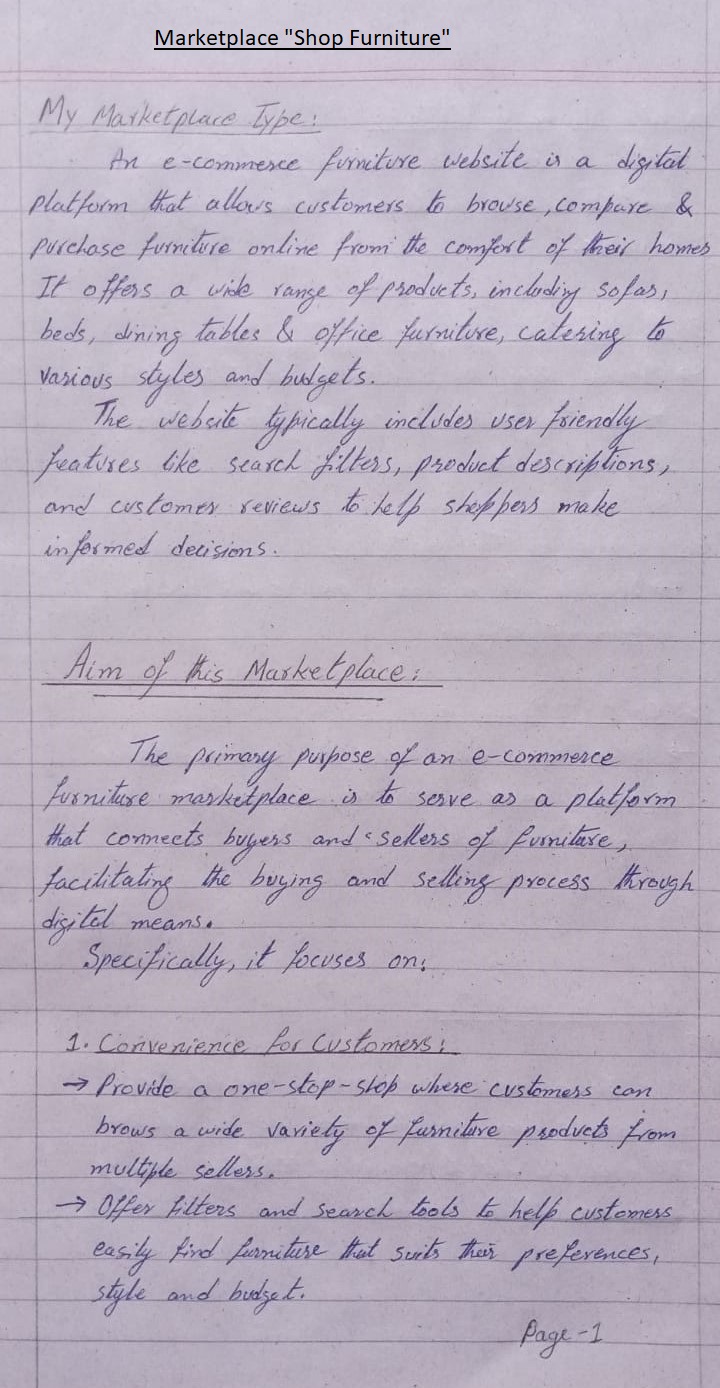 Marketplace "Shop Furniture"
My Marketplace Type:
An e-commerce furniture website is a digital
platform that allows customers to browse, compare &
purchase furniture online from the comfort of their homes
It offers a wide range of products, including sofas,
beds, dining tables & office furniture, catering to
various styles and budgets.
The website typically includes user friendly
features like search filters, product descriptions,
and customer reviews to help shoppers make
informed decisions.
Aim of this Marketplace:
The primary purpose of an e-commerce
furniture marketplace is to serve as a platform
that connects buyers and sellers of furniture,
facilitating the buying and selling process through
digital means.
Specifically, it focuses on:
1. Convenience for Customers:
→ Provide a one-stop-shop where customers can
brows a wide variety of furniture products from
multiple sellers.
→ Offer filters and search tools to help customers
easily find furniture that suits their preferences,
style and budget.
Page-1